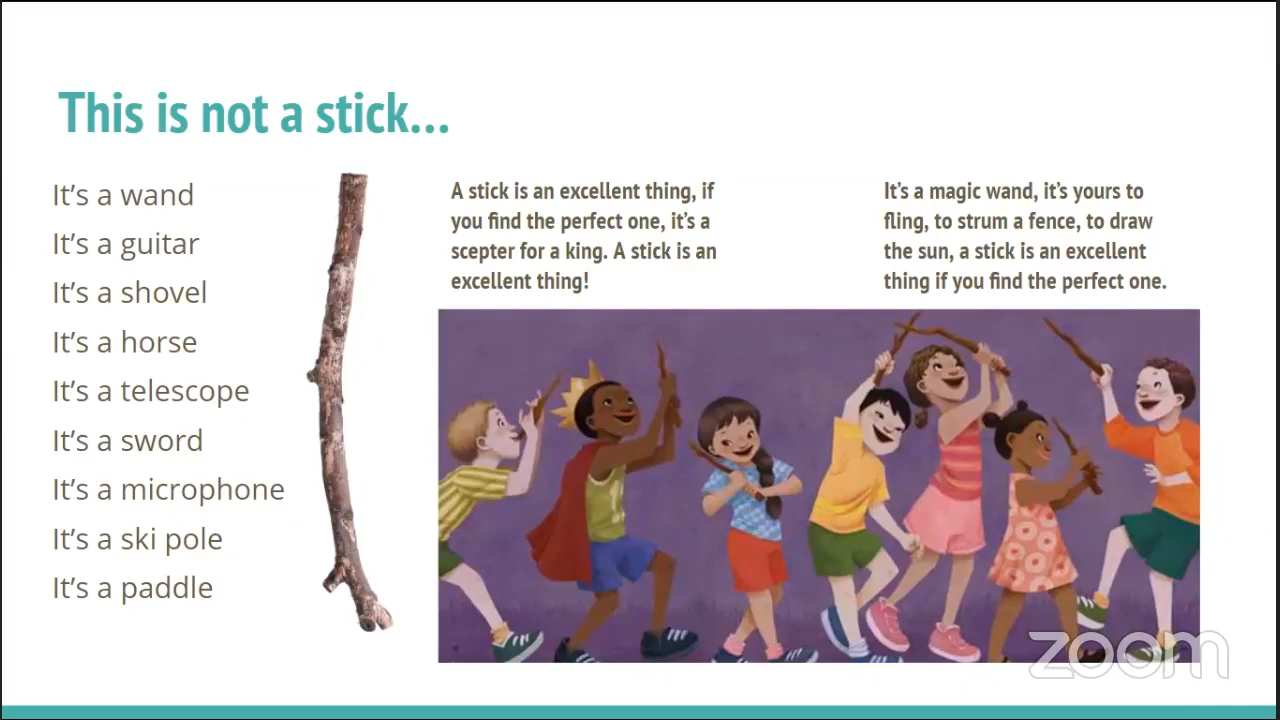 This is not a stick...
It's a wand
It's a guitar
It's a shovel
It's a horse
It's a telescope
It's a sword
It's a microphone
It's a ski pole
It's a paddle
A stick is an excellent thing, if
you find the perfect one, it's a
scepter for a king. A stick is an
excellent thing!
It's a magic wand, it's yours to
fling, to strum a fence, to draw
the sun, a stick is an excellent
thing if you find the perfect one.
zoom